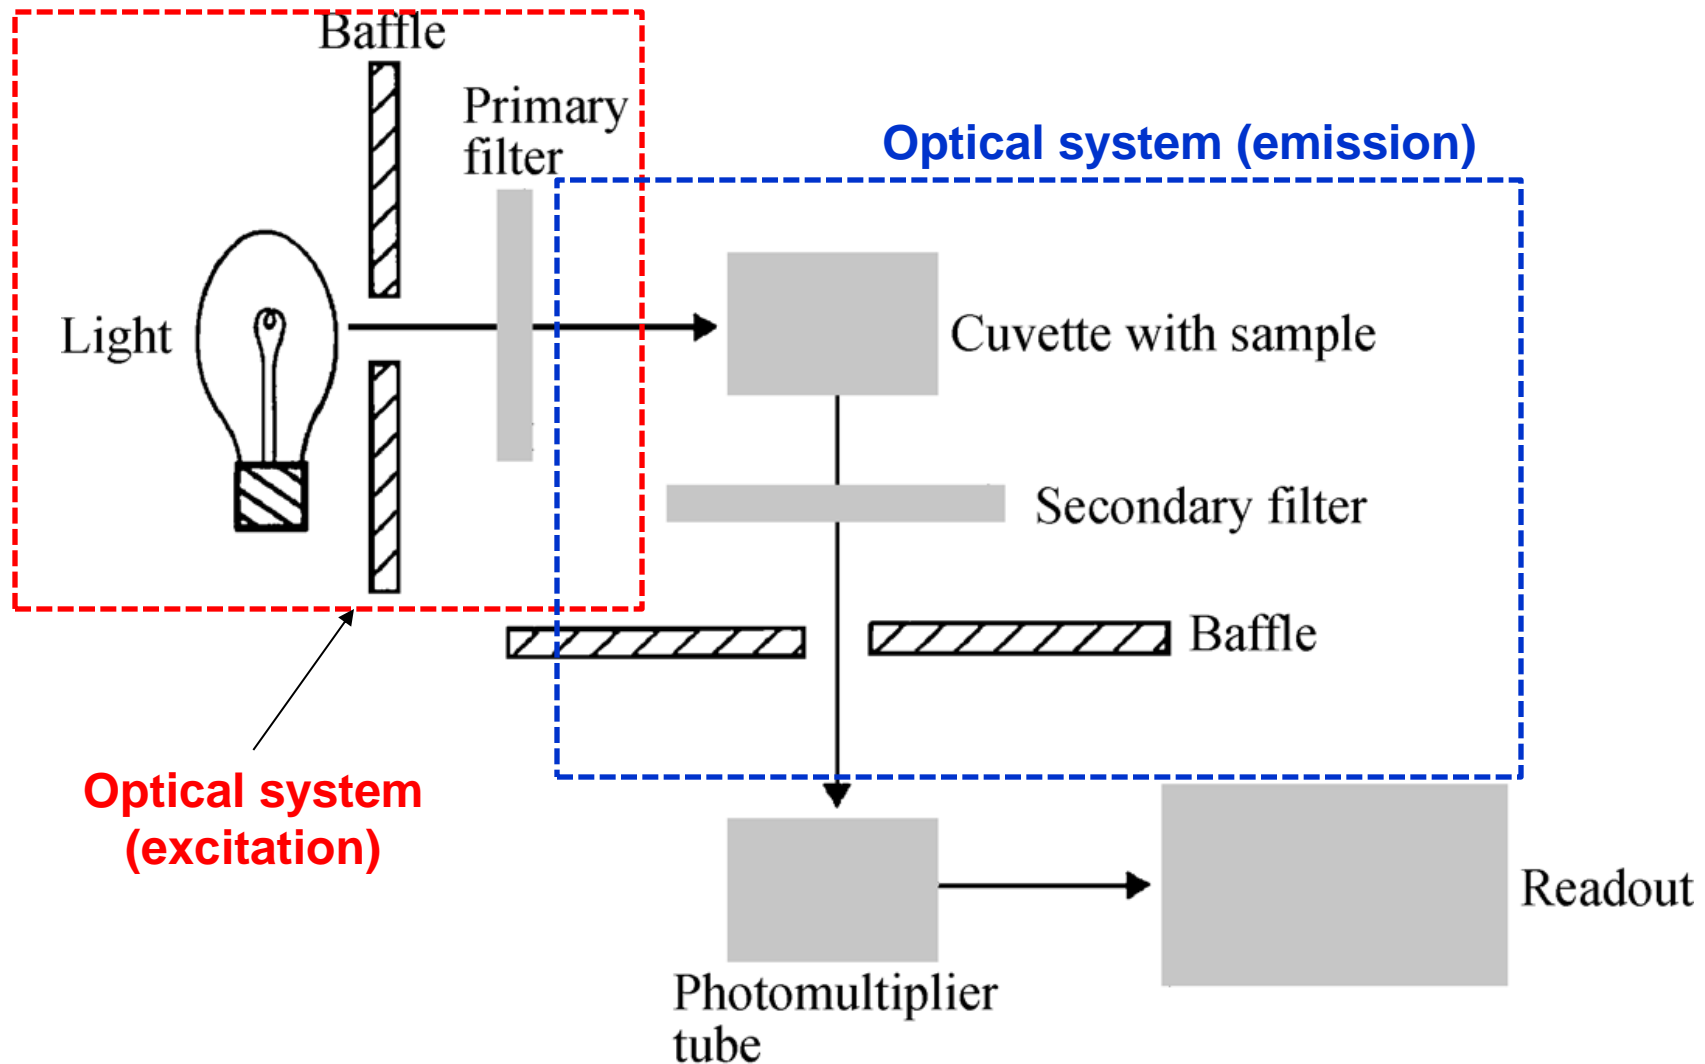 Baffle
Primary
filter
Optical system (emission)
Light
Cuvette with sample
Secondary filter
Baffle
Optical system
(excitation)
Readout
Photomultiplier
tube